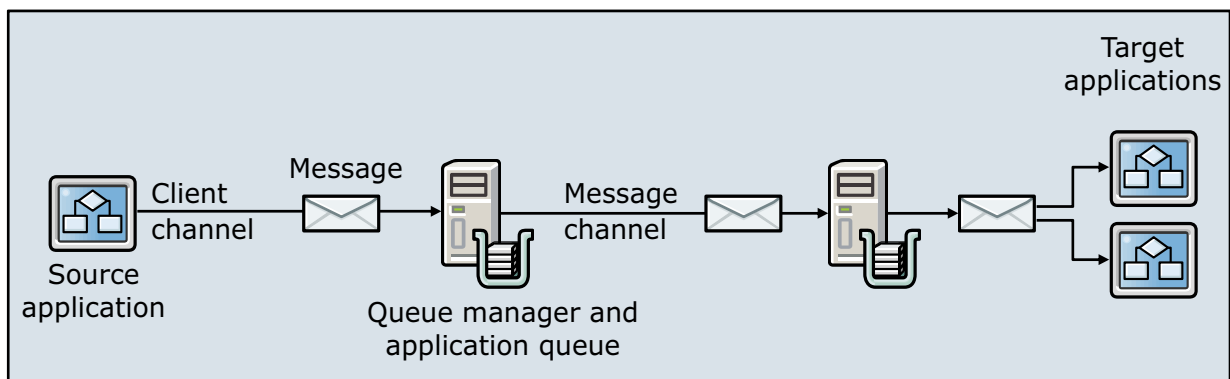 Target
applications
Message
Client
channel
Message
channel
Source
application
Queue manager and
application queue